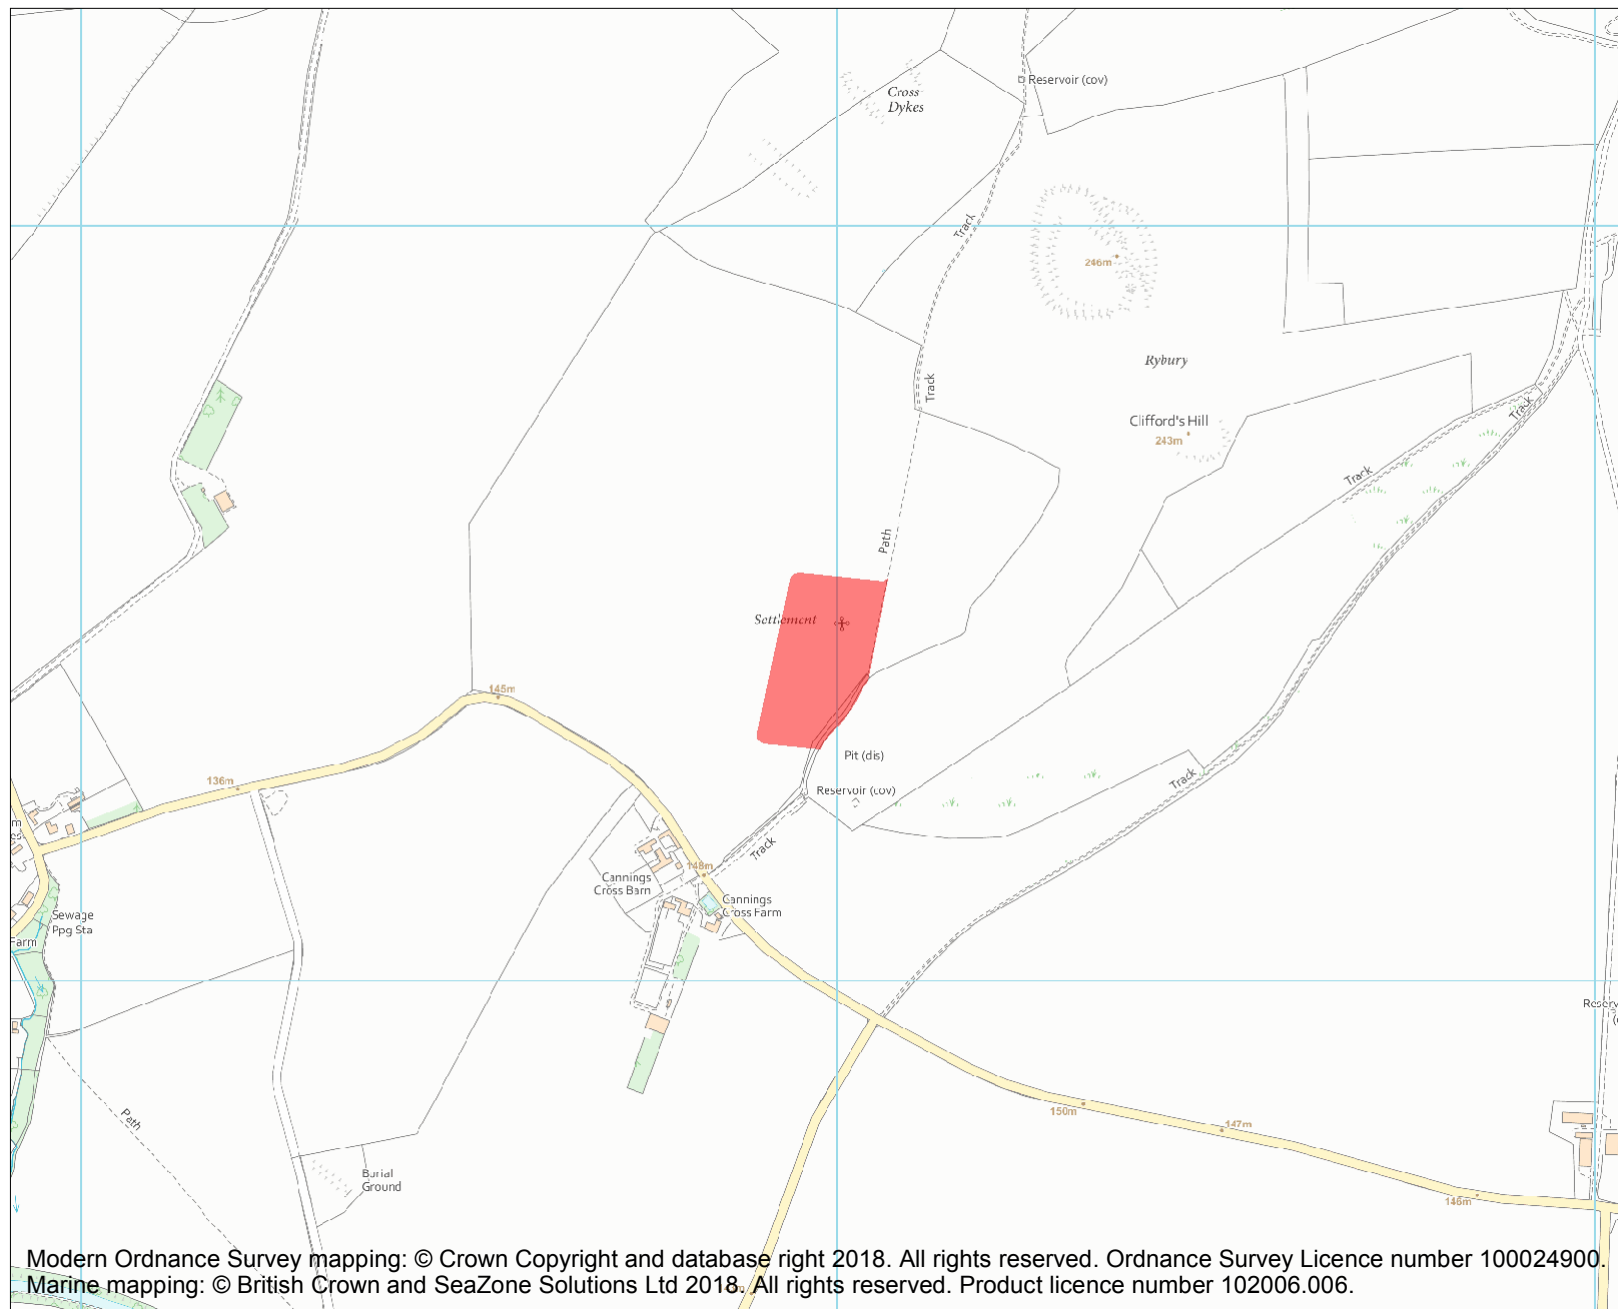 Reservoir (cov)
Cross
Dykes
Track
246m
Rybury
Track
Clifford's Hill
243m
Track
Track
Path
Settlement
145m
136m
Pit (dis)
Reservoir (cov)
Track
Track
148m
Cannings
Cross Barn
Cannings
Cross Farm
Sewage
Ppg Sta
Farm
Path
150m
147m
146m
Burial
Ground
Modern Ordnance Survey mapping: © Crown Copyright and database right 2018. All rights reserved. Ordnance Survey Licence number 100024900.
Marine mapping: © British Crown and SeaZone Solutions Ltd 2018. All rights reserved. Product licence number 102006.006.